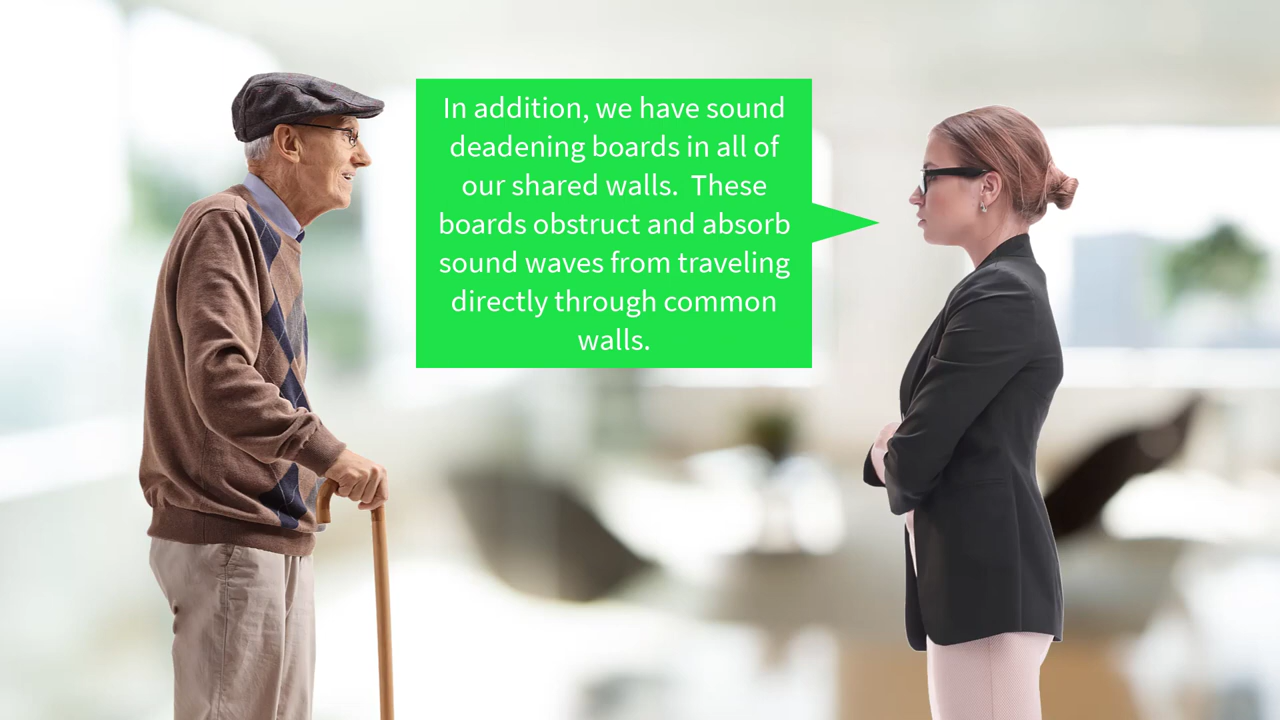 In addition, we have sound
deadening boards in all of
our shared walls.  These
boards obstruct and absorb
sound waves from traveling
directly through common
walls.